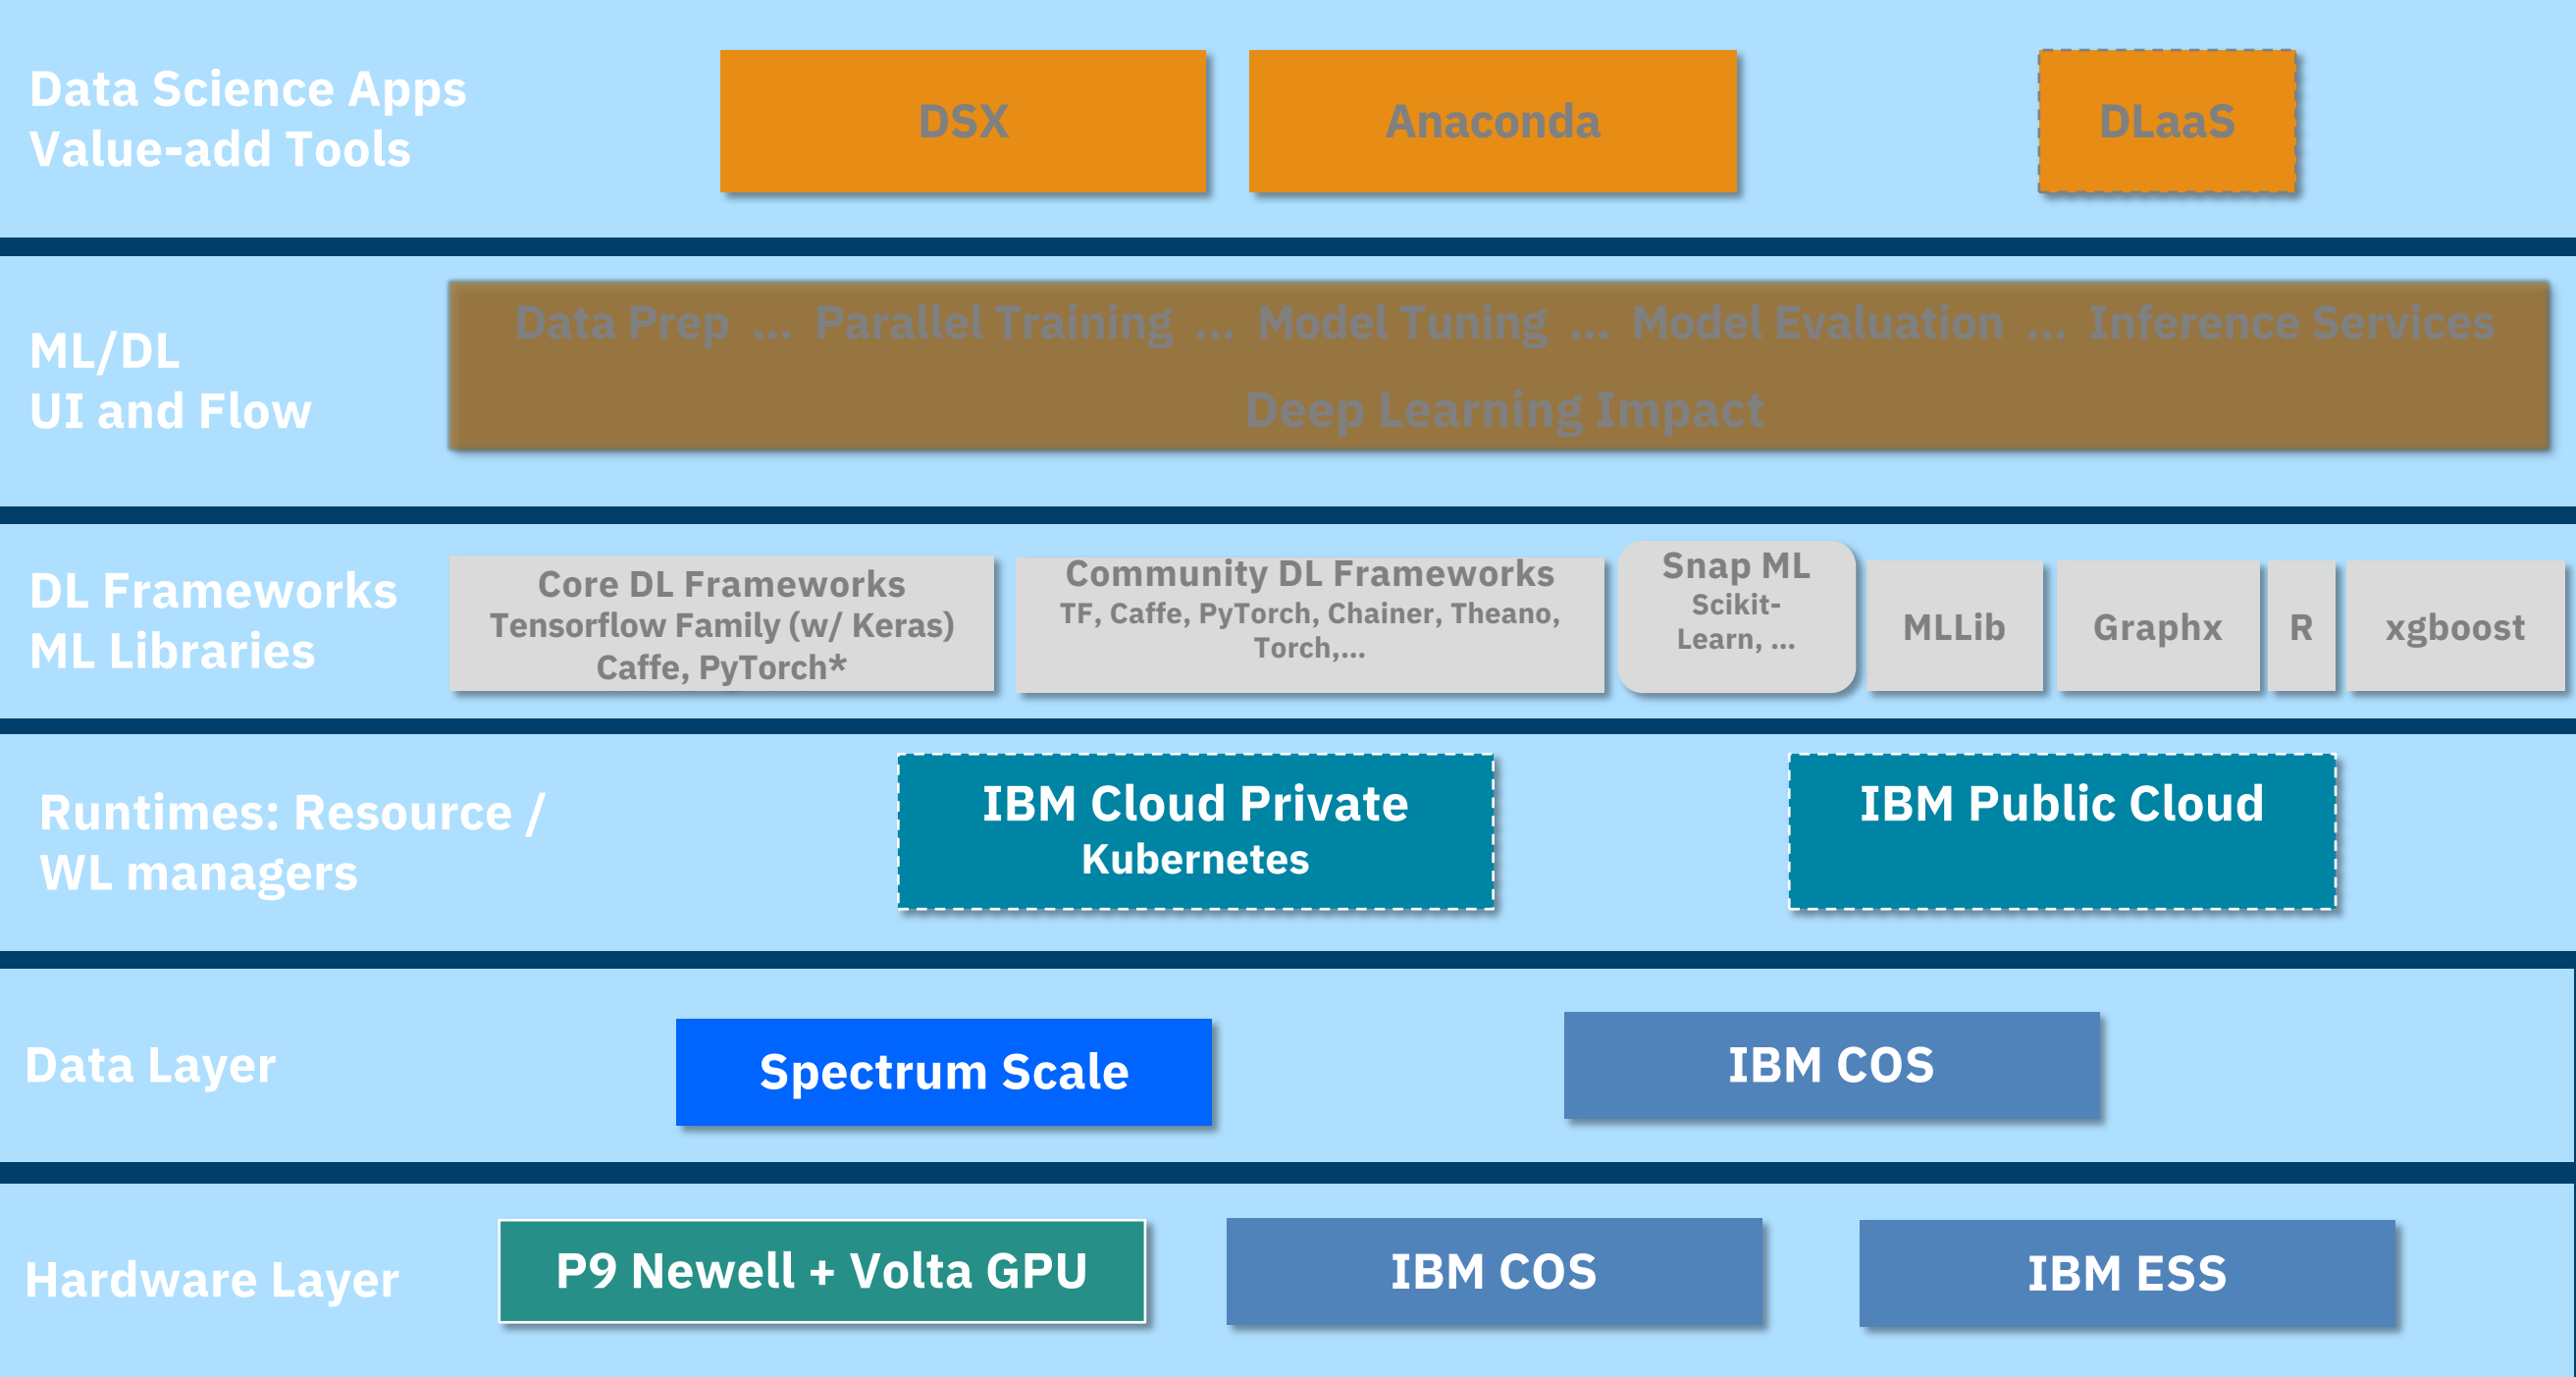 Data Science Apps
Value-add Tools
DSX
Anaconda
DLaaS
ML/DL
UI and Flow
Data Prep ... Parallel Training ... Model Tuning ... Model Evaluation ... Inference Services
Deep Learning Impact
DL Frameworks
ML Libraries
Core DL Frameworks
Tensorflow Family (w/ Keras)
Caffe, PyTorch*
Community DL Frameworks
TF, Caffe, PyTorch, Chainer, Theano,
Torch,...
Snap ML
Scikit-
Learn, ...
MLLib
Graphx
R
xgboost
Runtimes: Resource /
WL managers
IBM Cloud Private
Kubernetes
IBM Public Cloud
Data Layer
Spectrum Scale
IBM COS
Hardware Layer
P9 Newell + Volta GPU
IBM COS
IBM ESS